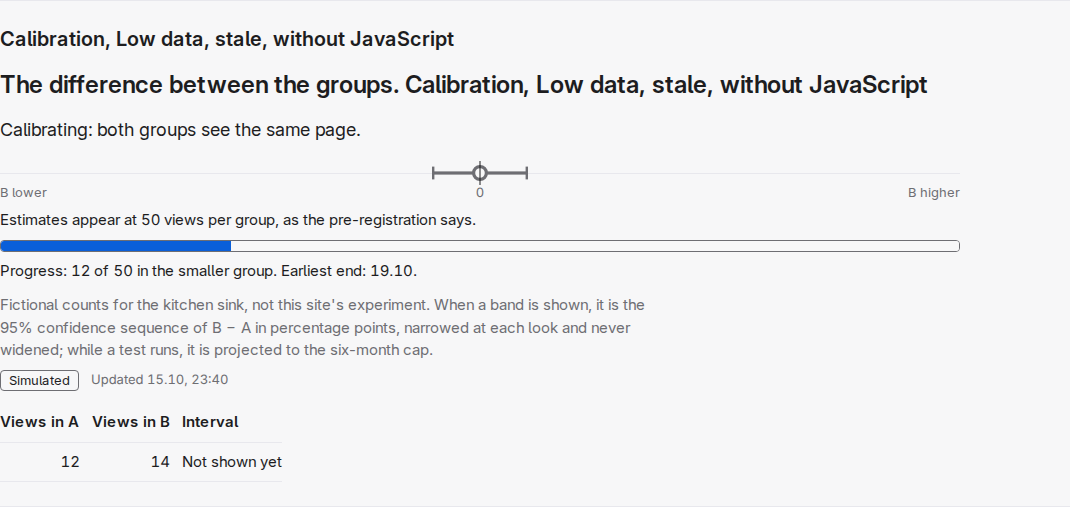 Calibration, Low data, stale, without JavaScript
The difference between the groups. Calibration, Low data, stale, without JavaScript
Calibrating: both groups see the same page.
B lower
0
B higher
Estimates appear at 50 views per group, as the pre-registration says.
Progress: 12 of 50 in the smaller group. Earliest end: 19.10.
Fictional counts for the kitchen sink, not this site's experiment. When a band is shown, it is the
95% confidence sequence of B − A in percentage points, narrowed at each look and never
widened; while a test runs, it is projected to the six-month cap.
Simulated Updated 15.10, 23:40
Views in A Views in B Interval
12 14 Not shown yet